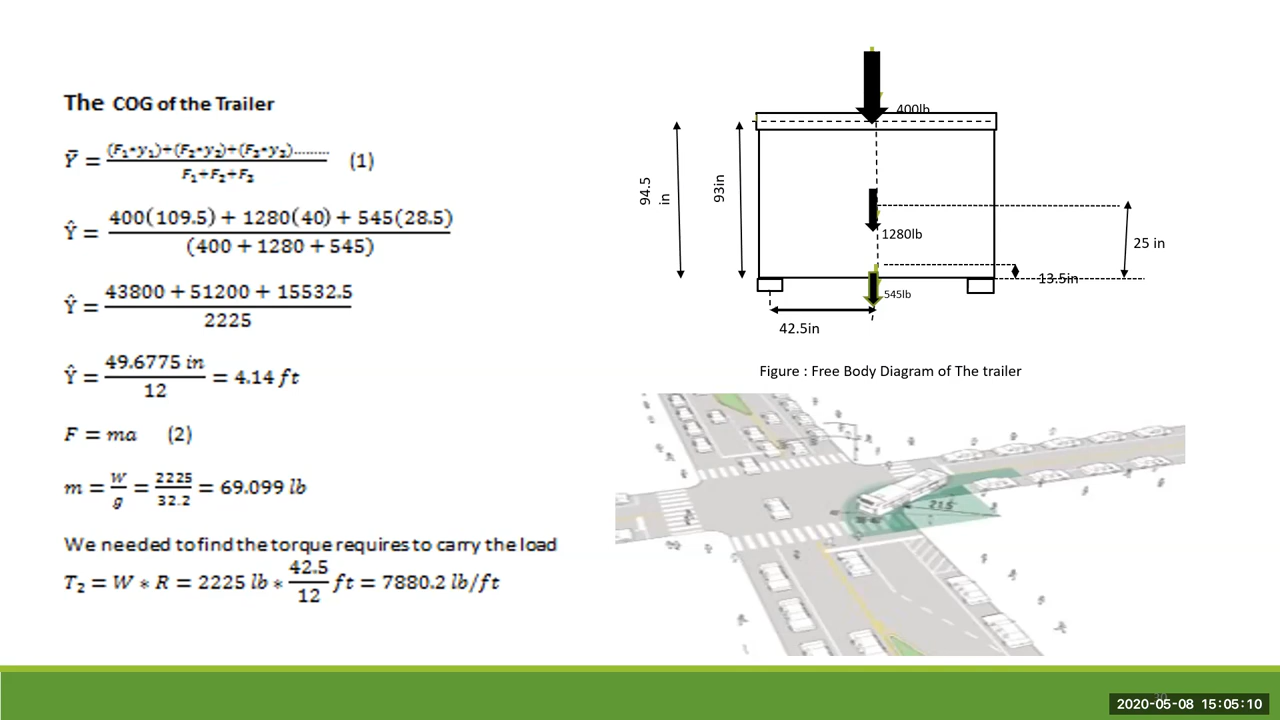 The COG of the Trailer
Ȳ = (F₁*y₁)+(F₂*y₂)+(F₃*y₃)......... / F₁+F₂+F₃ (1)
Ŷ = 400(109.5) + 1280(40) + 545(28.5) / (400 + 1280 + 545)
Ŷ = 43800 + 51200 + 15532.5 / 2225
Ŷ = 49.6775 in / 12 = 4.14 ft
F = ma (2)
m = W/g = 2225/32.2 = 69.099 lb
We needed to find the torque requires to carry the load
T₂ = W * R = 2225 lb * 42.5/12 ft = 7880.2 lb/ft
400lb
94.5
in
93in
1280lb
25 in
13.5in
545lb
42.5in
Figure : Free Body Diagram of The trailer
21.5
2020-05-08 15:05:10